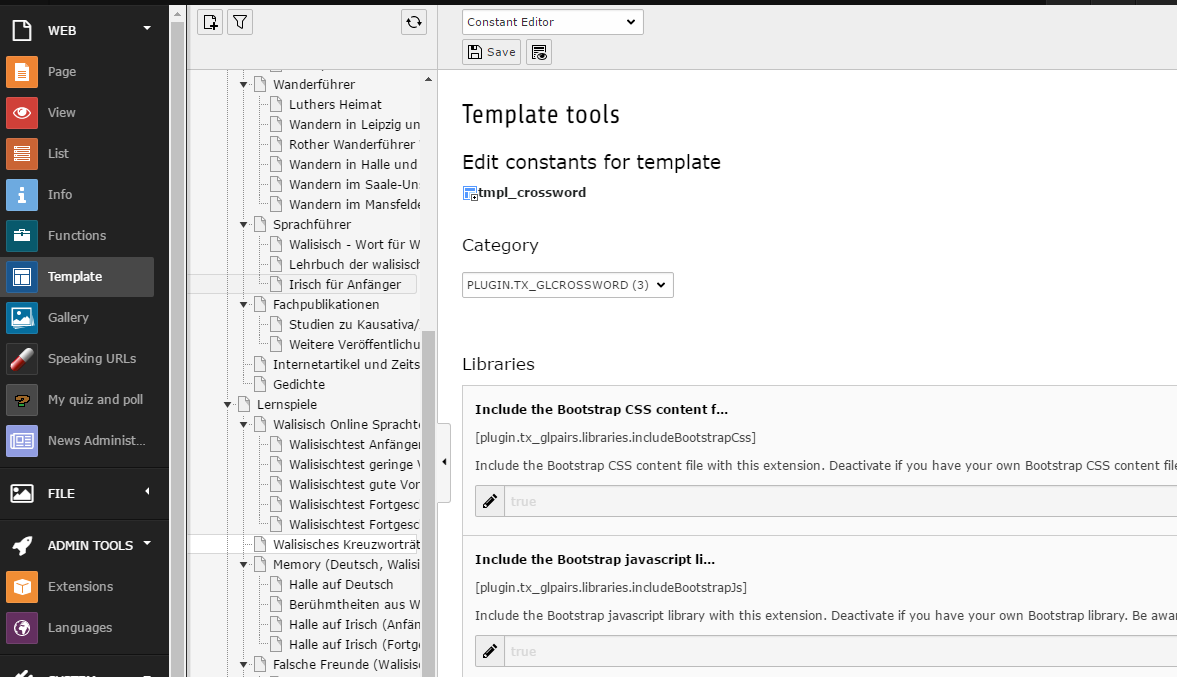 WEB
Page
View
List
Info
Functions
Template
Gallery
Speaking URLs
My quiz and poll
News Administ...
FILE
ADMIN TOOLS
Extensions
Languages
Wanderführer
Luthers Heimat
Wandern in Leipzig un
Rother Wanderführer
Wandern in Halle und
Wandern im Saale-Uns
Wandern im Mansfelde
Sprachführer
Walisisch - Wort für W
Lehrbuch der walisisch
Irisch für Anfänger
Fachpublikationen
Studien zu Kausativa/
Weitere Veröffentlichu
Internetartikel und Zeits
Gedichte
Lernspiele
Walisisch Online Sprachte
Walisischtest Anfänger
Walisischtest geringe V
Walisischtest gute Vor
Walisischtest Fortgesc
Walisischtest Fortgesc
Walisisches Kreuzworträt
Memory (Deutsch, Walisi
Halle auf Deutsch
Berühmtheiten aus W
Halle auf Irisch (Anfän
Halle auf Irisch (Fortge
Falsche Freunde (Walisis
Constant Editor
Save
Template tools
Edit constants for template
tmpl_crossword
Category
PLUGIN.TX_GLCROSSWORD (3)
Libraries
Include the Bootstrap CSS content f...
[plugin.tx_glpairs.libraries.includeBootstrapCss]
Include the Bootstrap CSS content file with this extension. Deactivate if you have your own Bootstrap CSS content file
true
Include the Bootstrap javascript li...
[plugin.tx_glpairs.libraries.includeBootstrapJs]
Include the Bootstrap javascript library with this extension. Deactivate if you have your own Bootstrap library. Be awar
true